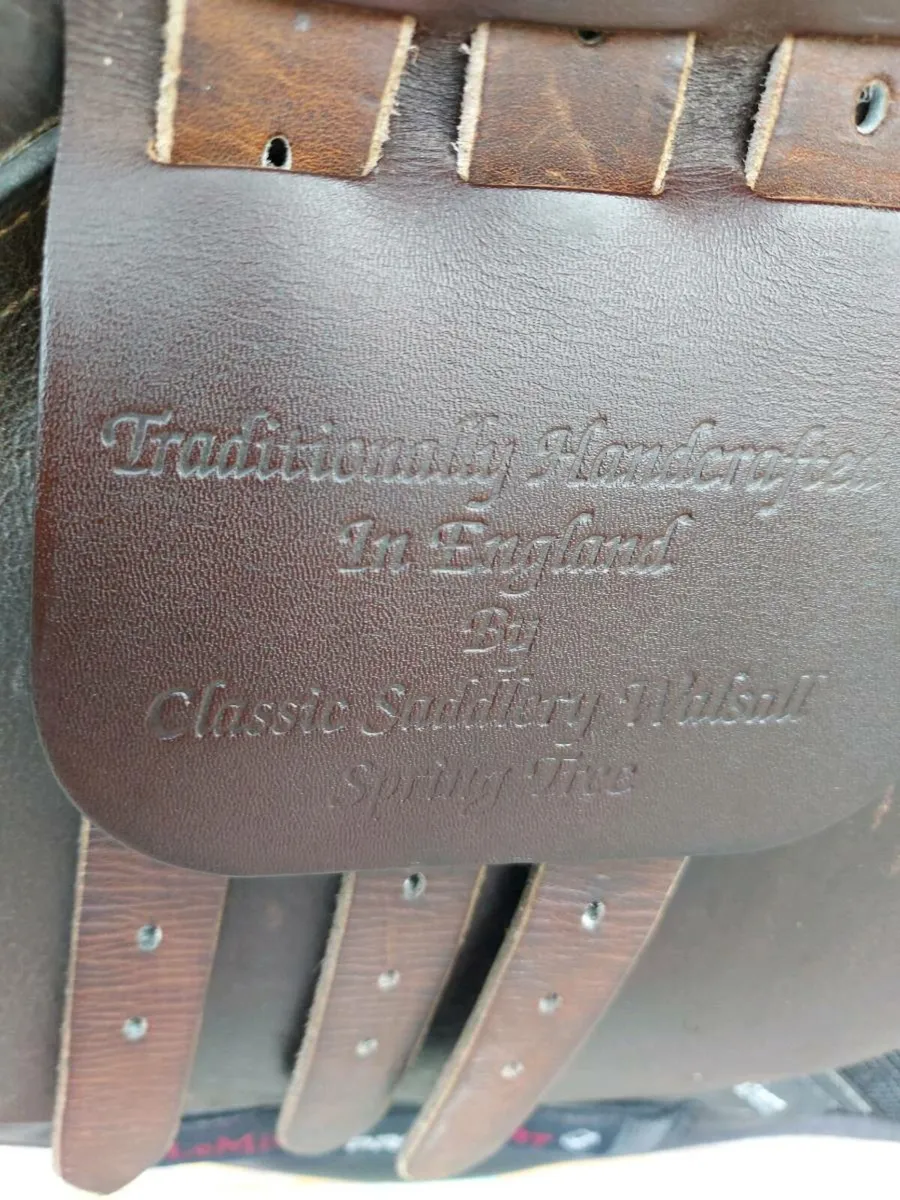 Traditionally Handcrafted
In England
By
Classic Saddlery Walsall
Spring Tree